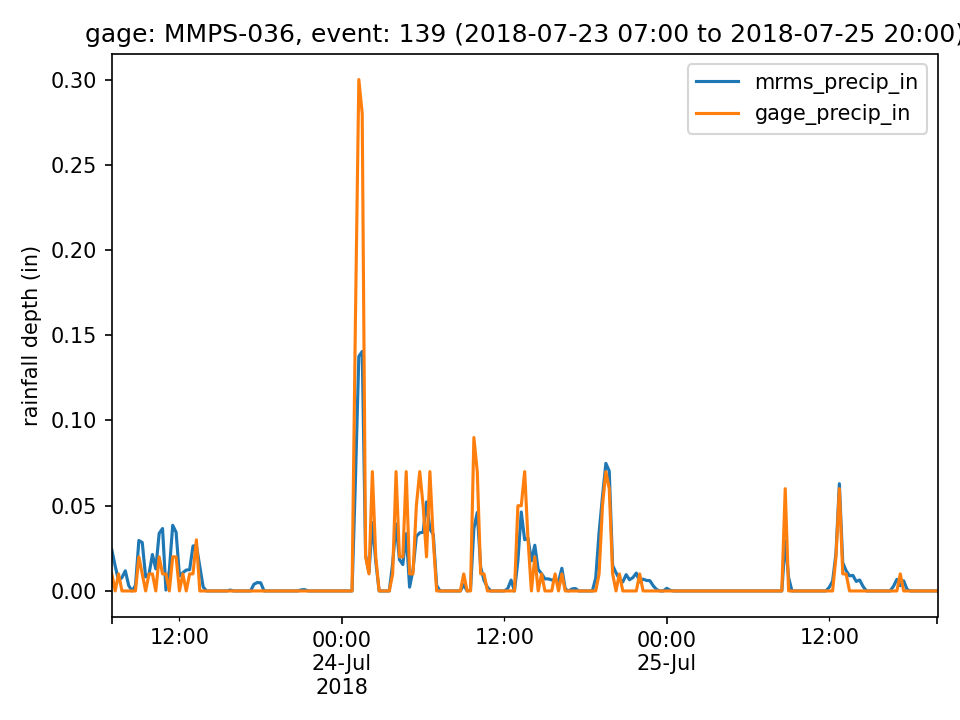 gage: MMPS-036, event: 139 (2018-07-23 07:00 to 2018-07-25 20:00)
mrms_precip_in
gage_precip_in
rainfall depth (in)
0.30
0.25
0.20
0.15
0.10
0.05
0.00
12:00
00:00
24-Jul
2018
12:00
00:00
25-Jul
12:00